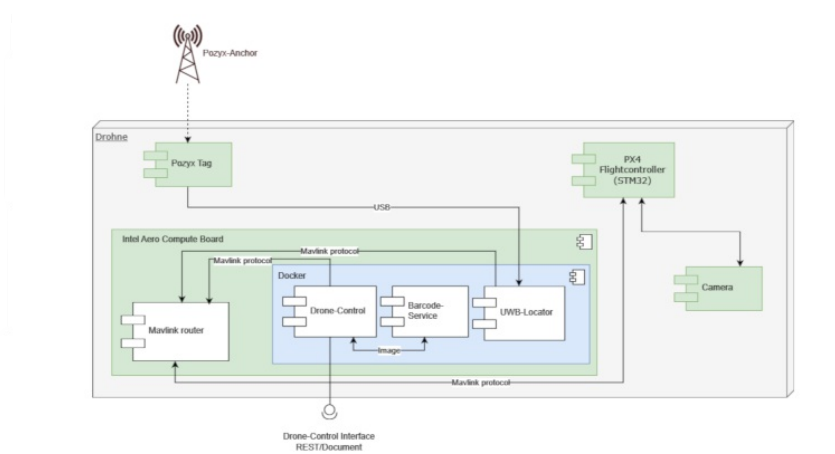 Pozyx-Anchor
Drohne
Pozyx Tag
PX4
Flightcontroller
(STM32)
USB
Intel Aero Compute Board
Mavlink protocol
Mavlink protocol
Docker
Drone-Control
Barcode-
Service
UWB-Locator
Camera
Mavlink router
Image
Mavlink protocol
Drone-Control Interface
REST/Document